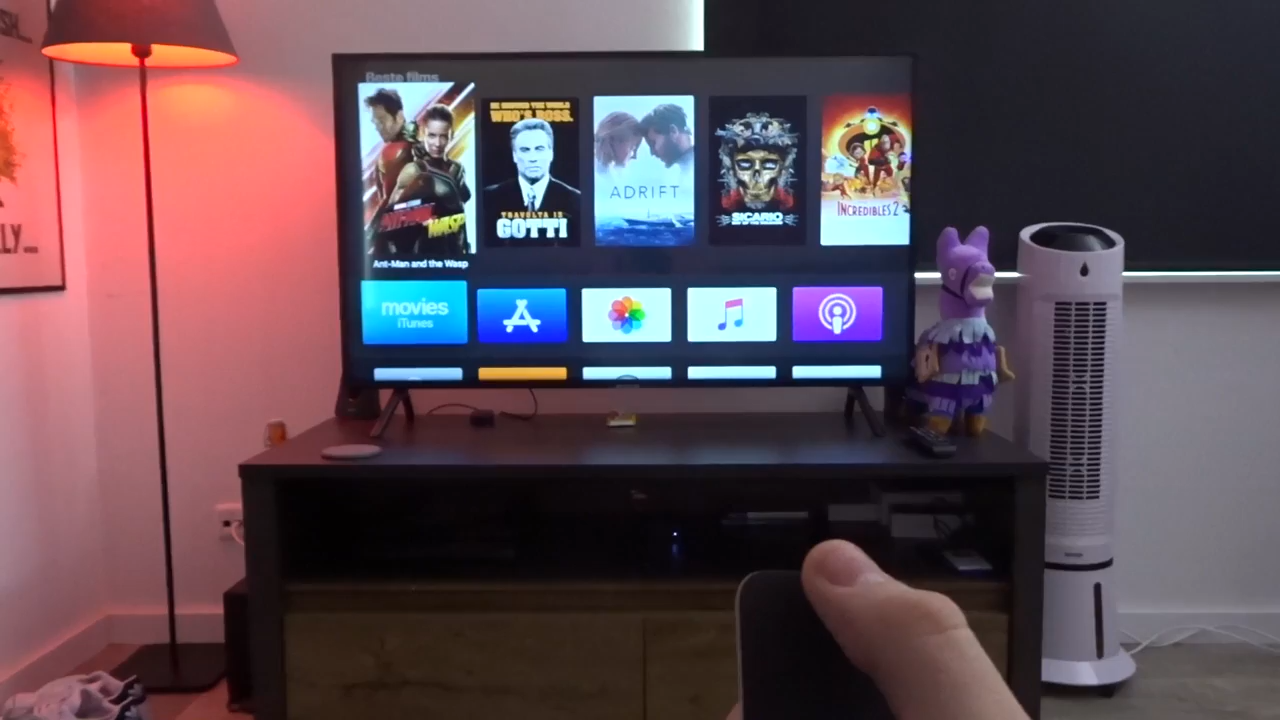 Beste films
HE SHOWED THE WORLD
WHO'S BOSS.
TRAVOLTA IS
GOTTI
ADRIFT
SICARIO
INCREDIBLES 2
Ant-Man and the Wasp
movies
iTunes